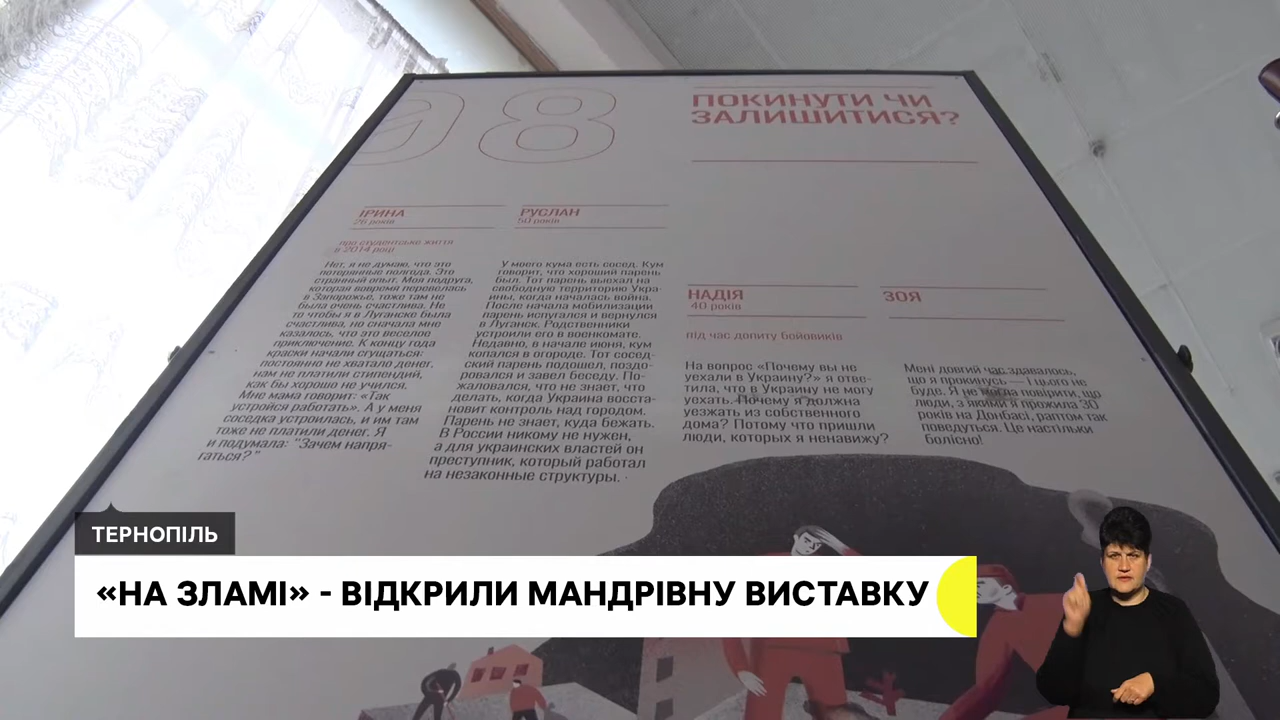 08
ПОКИНУТИ ЧИ
ЗАЛИШИТИСЯ?
ІРИНА
26 років
про студентське життя
в 2014 році
Нет, я не думаю, что это
потерянные полгода. Это
странный опыт. Моя подруга,
которая вовремя перевелась
в Запорожье, тоже там не
была очень счастлива. Не
то чтобы я в Луганске была
счастлива, но сначала мне
казалось, что это веселое
приключение. К концу года
краски начали сгущаться:
постоянно не хватало денег,
нам не платили стипендий,
как бы хорошо не учился.
Мне мама говорит: «Так
устройся работать». А у меня
соседка устроилась, и им там
тоже не платили денег. Я
и подумала: "Зачем напря-
гаться?"
РУСЛАН
50 років
У моего кума есть сосед. Кум
говорит, что хороший парень
был. Тот парень выехал на
свободную территорию Укра-
ины, когда началась война.
После начала мобилизации
парень испугался и вернулся
в Луганск. Родственники
устроили его в военкомате.
Недавно, в начале июня, кум
копался в огороде. Тот сосед-
ский парень подошел, поздо-
ровался и завел беседу. По-
жаловался, что не знает, что
делать, когда Украина восста-
новит контроль над городом.
Парень не знает, куда бежать.
В России никому не нужен,
а для украинских властей он
преступник, который работал
на незаконные структуры.
НАДІЯ
40 років
під час допиту бойовиків
На вопрос «Почему вы не
уехали в Украину?» я отве-
тила, что в Украину не могу
уехать. Почему я должна
уезжать из собственного
дома? Потому что пришли
люди, которых я ненавижу?
ЗОЯ
Мені довгий час здавалось,
що я прокинусь — і цього не
буде. Я не могла повірити, що
люди, з якими я прожила 30
років на Донбасі, раптом так
поведуться. Це настільки
болісно!
ТЕРНОПІЛЬ
«НА ЗЛАМІ» - ВІДКРИЛИ МАНДРІВНУ ВИСТАВКУ